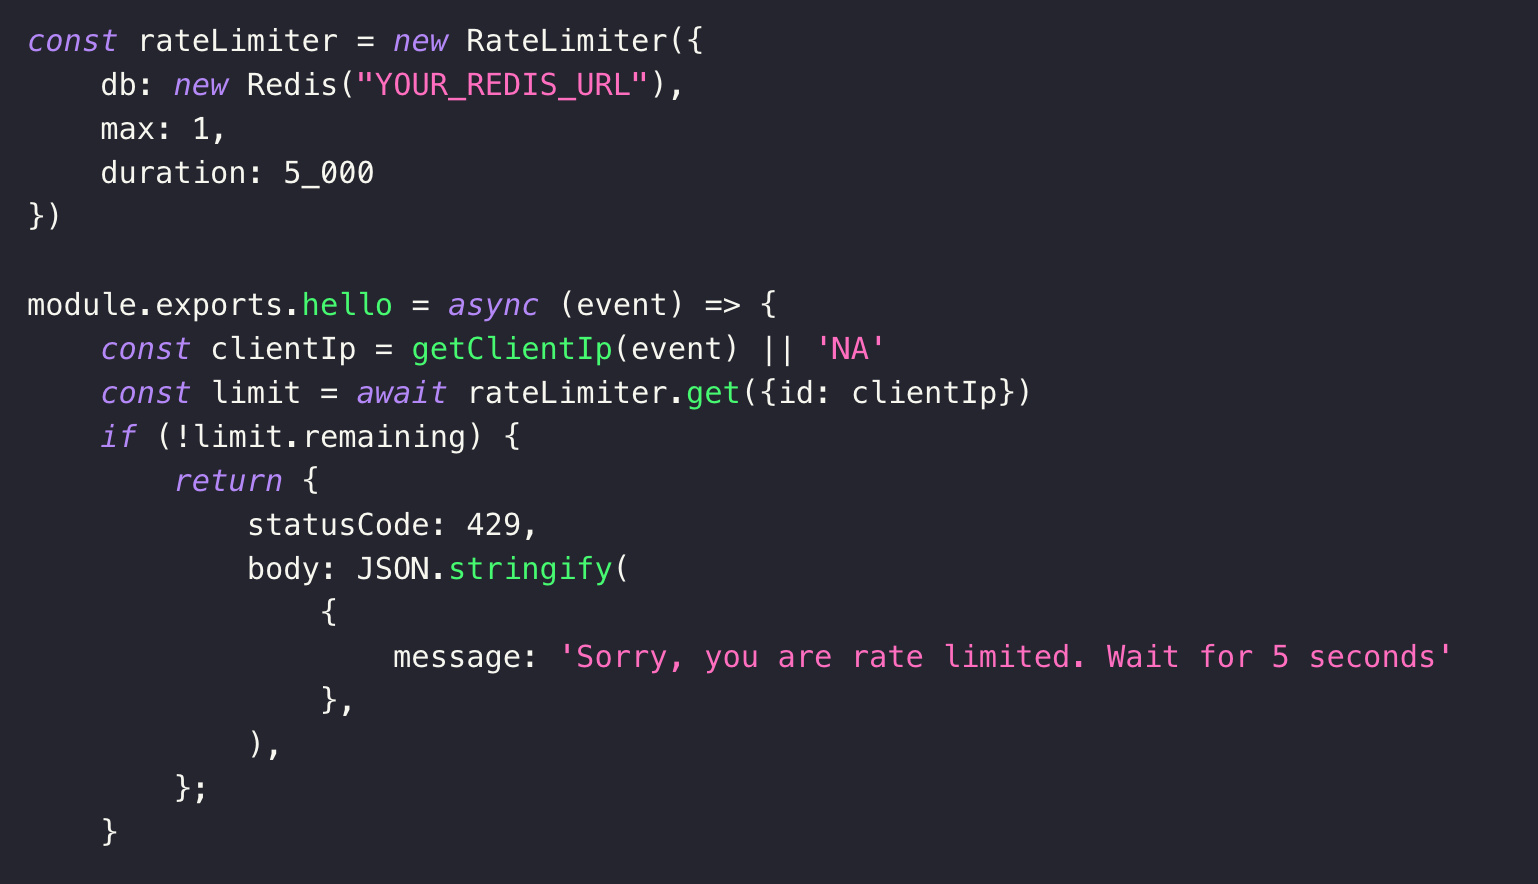 const rateLimiter = new RateLimiter({
    db: new Redis("YOUR_REDIS_URL"),
    max: 1,
    duration: 5_000
})

module.exports.hello = async (event) => {
    const clientIp = getClientIp(event) || 'NA'
    const limit = await rateLimiter.get({id: clientIp})
    if (!limit.remaining) {
        return {
            statusCode: 429,
            body: JSON.stringify(
                {
                    message: 'Sorry, you are rate limited. Wait for 5 seconds'
                },
            ),
        };
    }